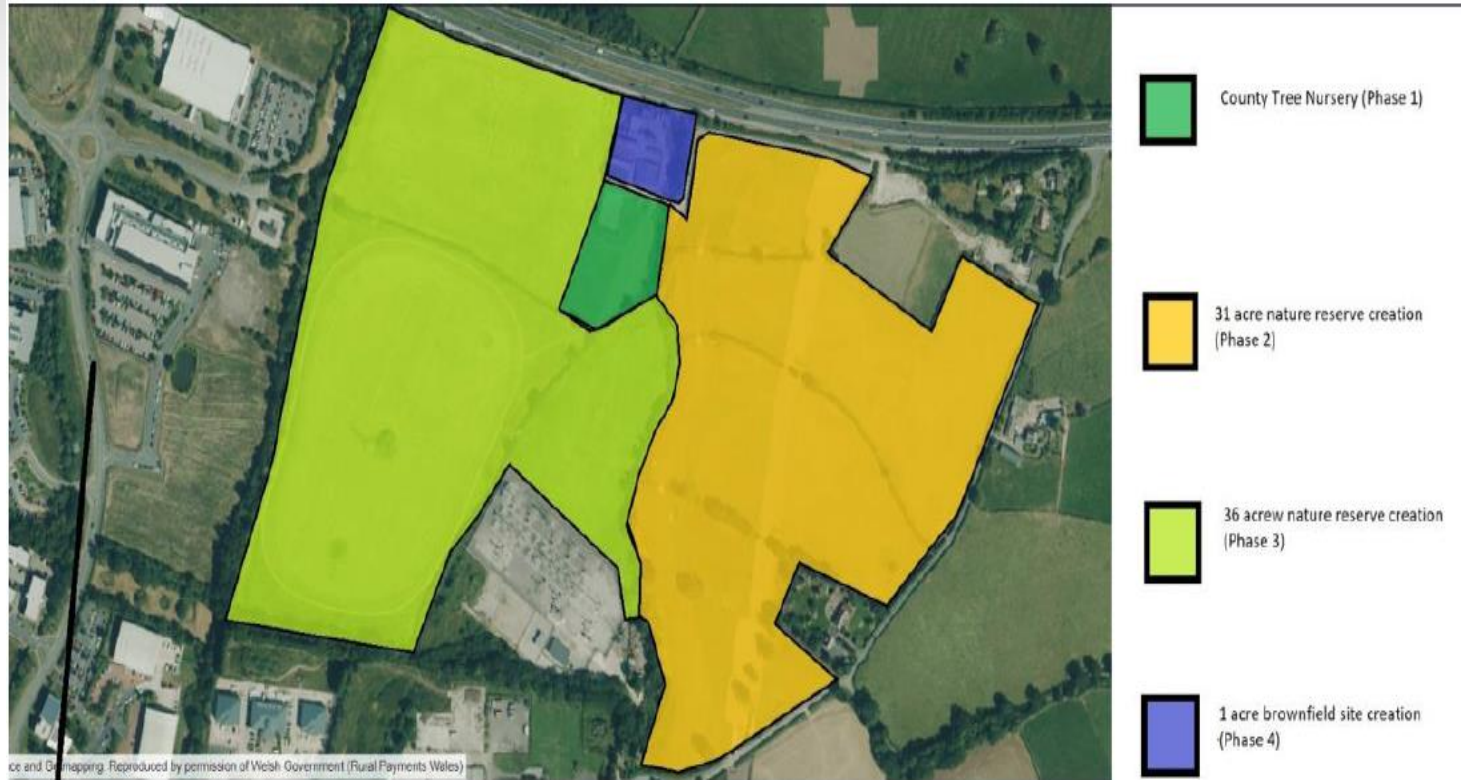 County Tree Nursery (Phase 1)
31 acre nature reserve creation
(Phase 2)
36 acrew nature reserve creation
(Phase 3)
1 acre brownfield site creation
(Phase 4)
and Reproduced by permission of Welsh Government (Rural Payments Wales)